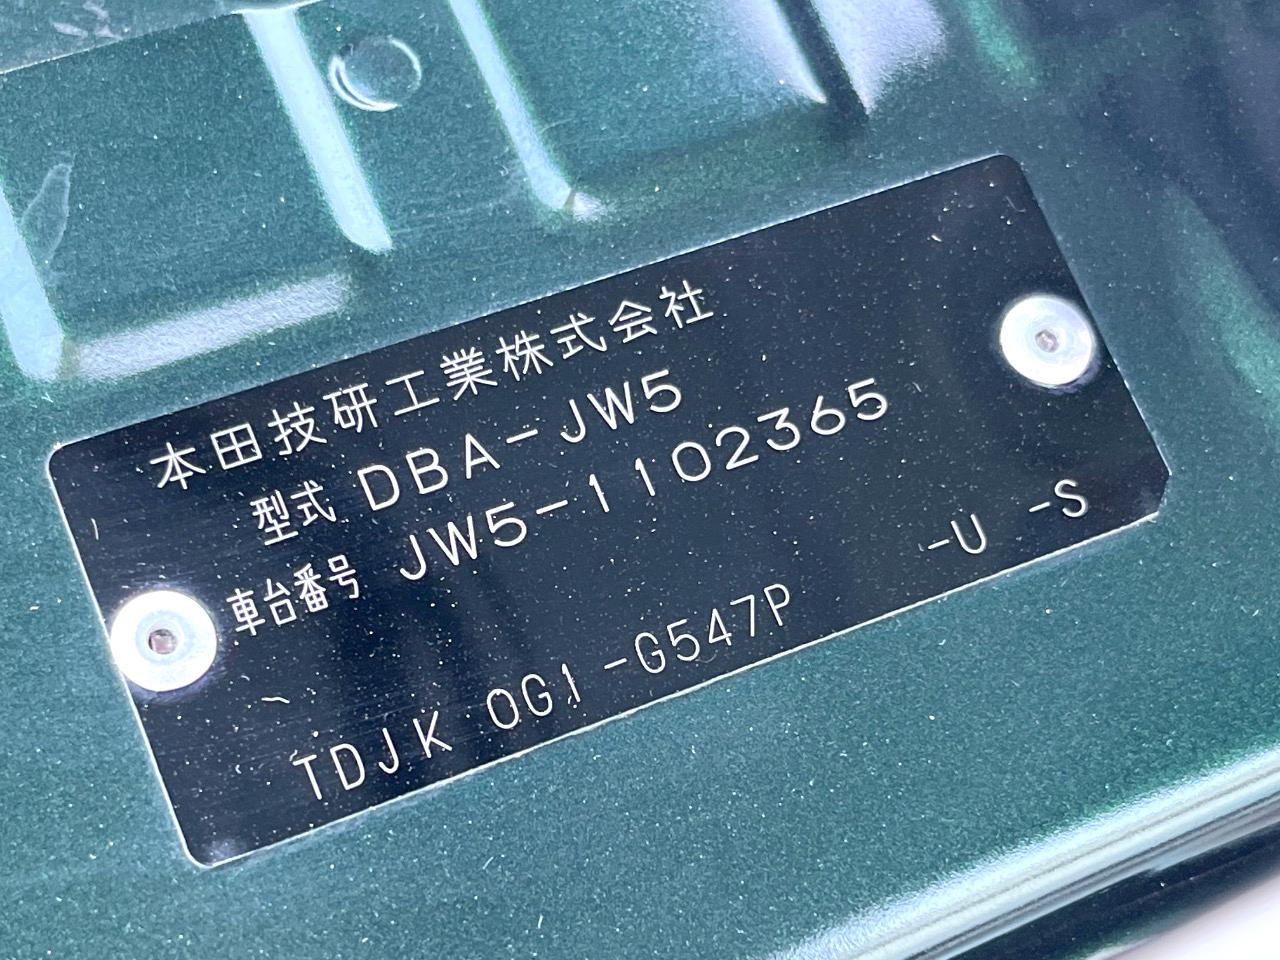 本田技研工業株式会社
型式 DBA-JW5
車台番号 JW5-1102365
TDJK 0G1 -G547P -U -S